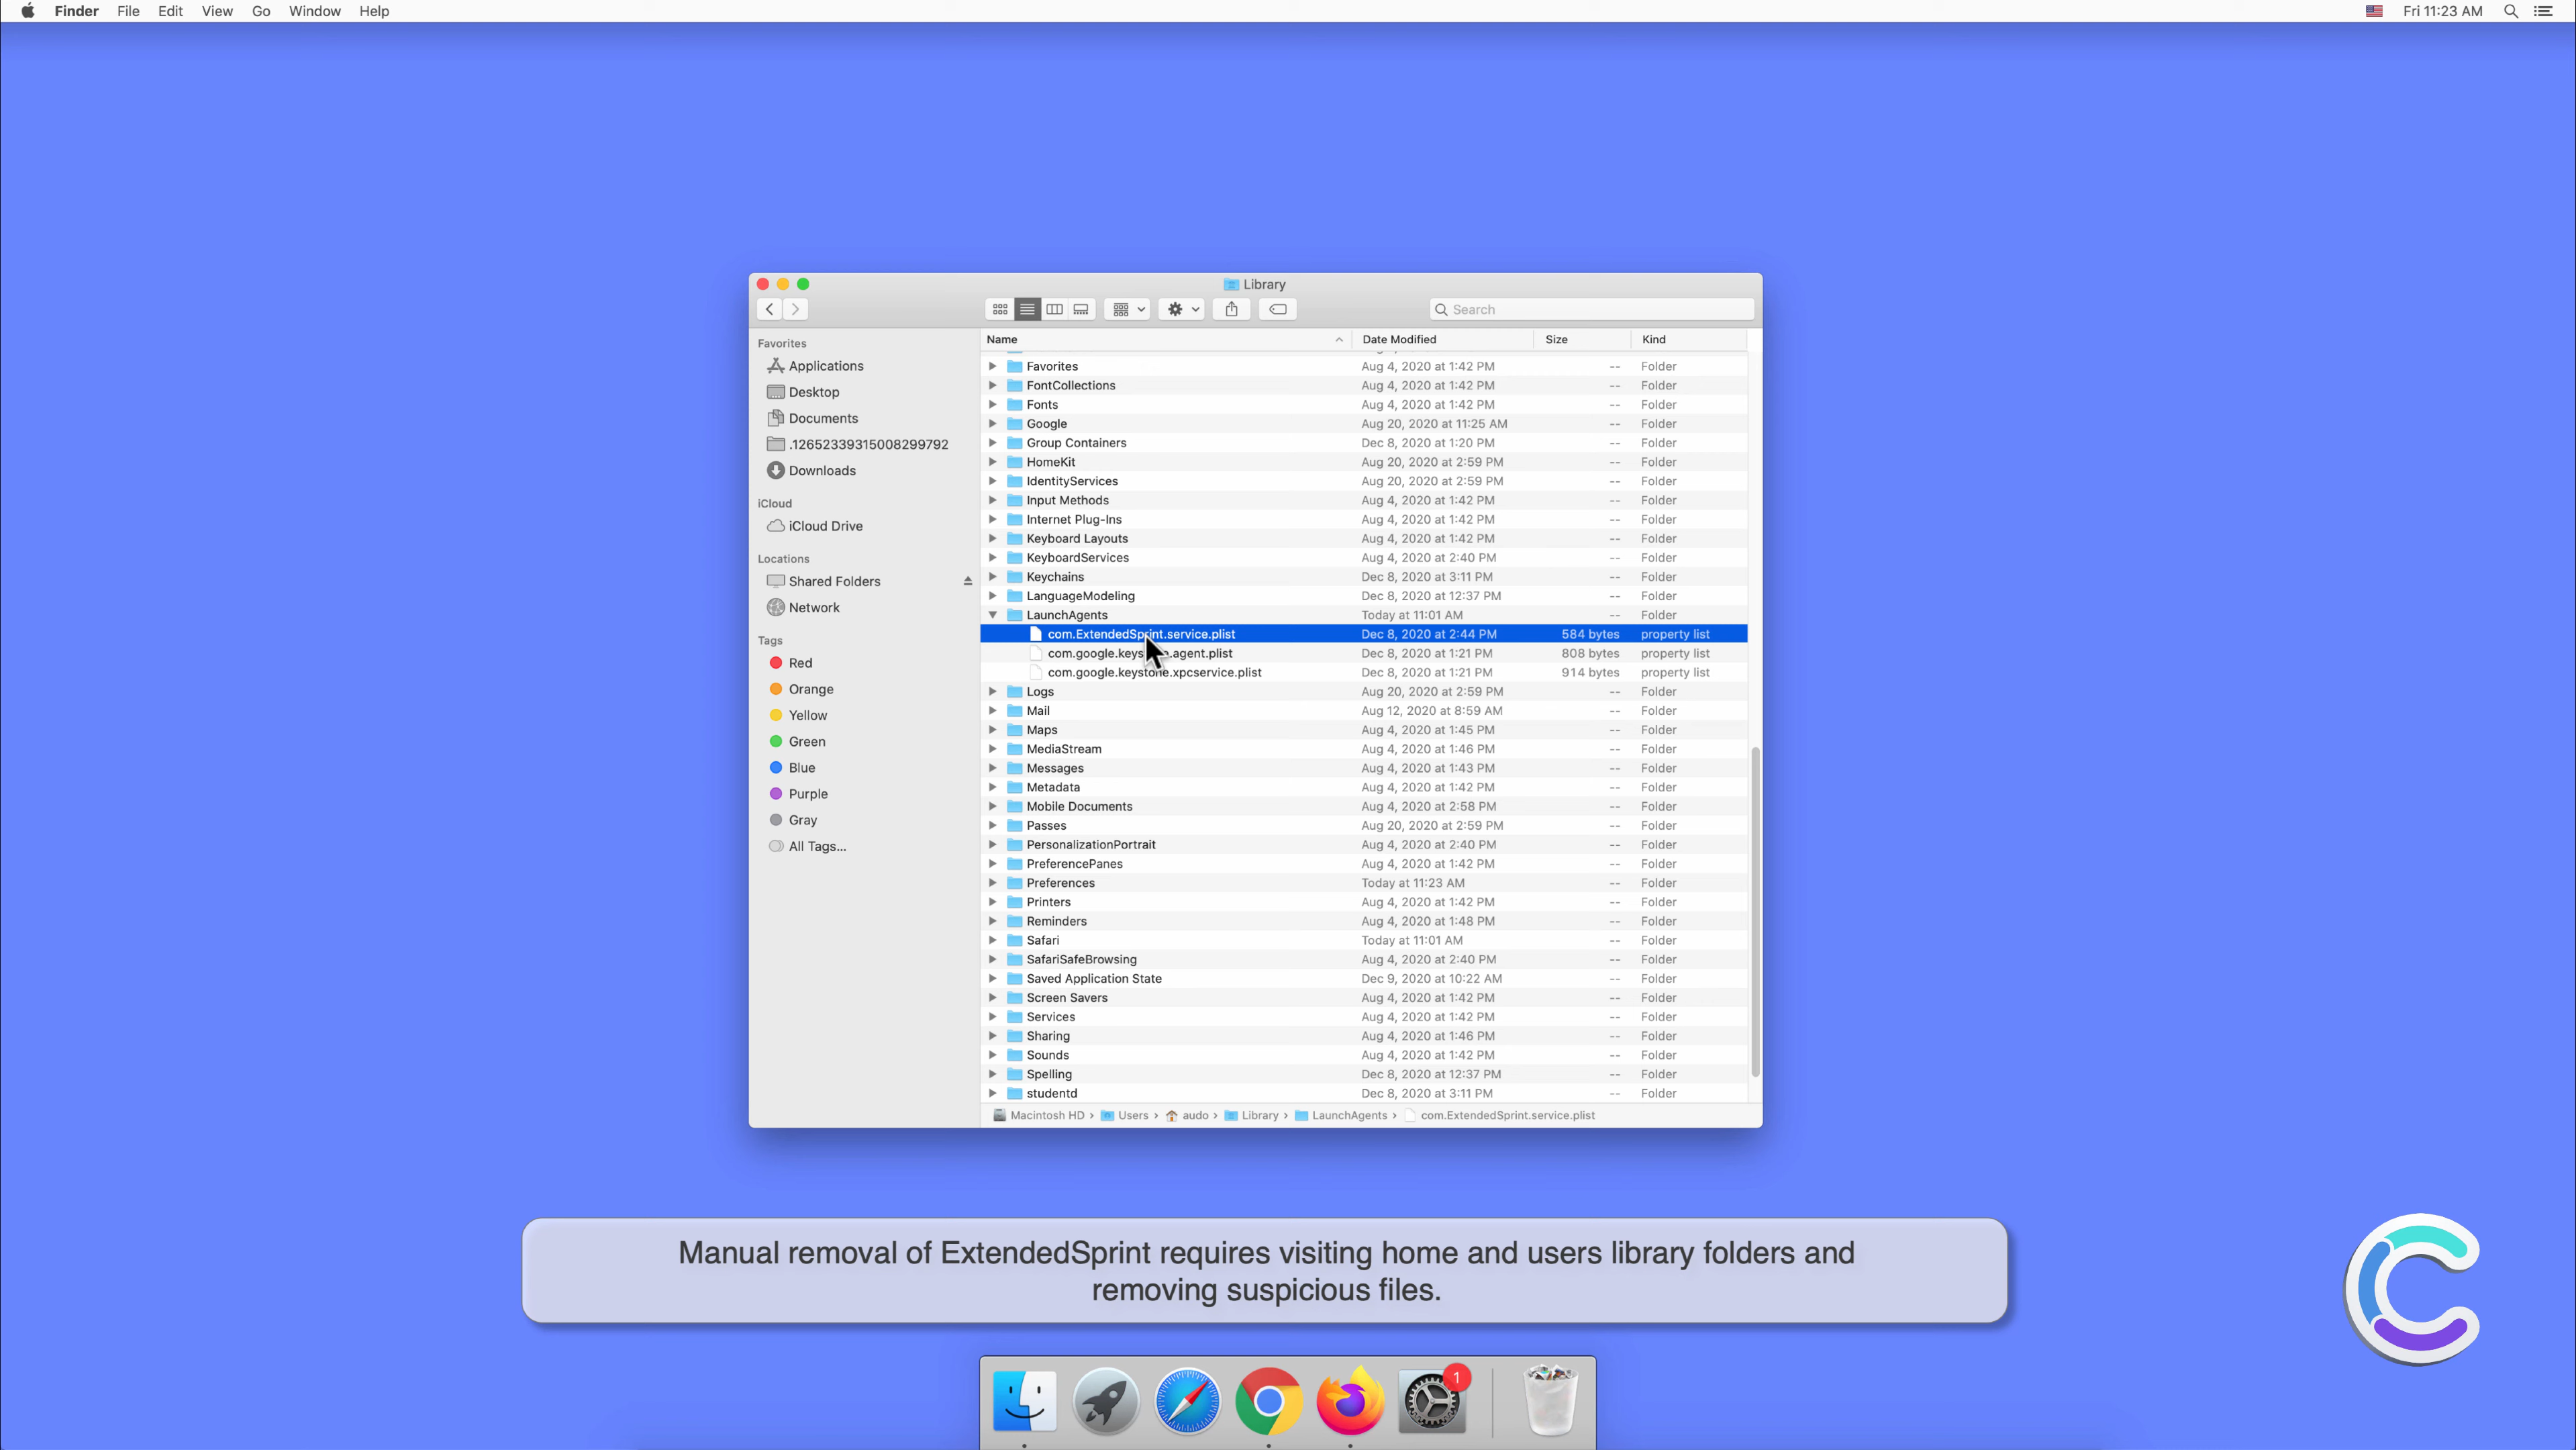 Finder File Edit View Go Window Help Fri 11:23 AM
Library
Search
Favorites
Applications
Desktop
Documents
.12652339315008299792
Downloads
iCloud
iCloud Drive
Locations
Shared Folders
Network
Tags
Red
Orange
Yellow
Green
Blue
Purple
Gray
All Tags...
Name Date Modified Size Kind
Favorites Aug 4, 2020 at 1:42 PM -- Folder
FontCollections Aug 4, 2020 at 1:42 PM -- Folder
Fonts Aug 4, 2020 at 1:42 PM -- Folder
Google Aug 20, 2020 at 11:25 AM -- Folder
Group Containers Dec 8, 2020 at 1:20 PM -- Folder
HomeKit Aug 20, 2020 at 2:59 PM -- Folder
IdentityServices Aug 20, 2020 at 2:59 PM -- Folder
Input Methods Aug 4, 2020 at 1:42 PM -- Folder
Internet Plug-Ins Aug 4, 2020 at 1:42 PM -- Folder
Keyboard Layouts Aug 4, 2020 at 1:42 PM -- Folder
KeyboardServices Aug 4, 2020 at 2:40 PM -- Folder
Keychains Dec 8, 2020 at 3:11 PM -- Folder
LanguageModeling Dec 8, 2020 at 12:37 PM -- Folder
LaunchAgents Today at 11:01 AM -- Folder
com.ExtendedSprint.service.plist Dec 8, 2020 at 2:44 PM 584 bytes property list
.agent.plist Dec 8, 2020 at 1:21 PM 808 bytes property list
com.google.keystone.xpcservice.plist Dec 8, 2020 at 1:21 PM 914 bytes property list
Logs Aug 20, 2020 at 2:59 PM -- Folder
Mail Aug 12, 2020 at 8:59 AM -- Folder
Maps Aug 4, 2020 at 1:45 PM -- Folder
MediaStream Aug 4, 2020 at 1:46 PM -- Folder
Messages Aug 4, 2020 at 1:43 PM -- Folder
Metadata Aug 4, 2020 at 1:42 PM -- Folder
Mobile Documents Aug 4, 2020 at 2:58 PM -- Folder
Passes Aug 20, 2020 at 2:59 PM -- Folder
PersonalizationPortrait Aug 4, 2020 at 2:40 PM -- Folder
PreferencePanes Aug 4, 2020 at 1:42 PM -- Folder
Preferences Today at 11:23 AM -- Folder
Printers Aug 4, 2020 at 1:42 PM -- Folder
Reminders Aug 4, 2020 at 1:48 PM -- Folder
Safari Today at 11:01 AM -- Folder
SafariSafeBrowsing Aug 4, 2020 at 2:40 PM -- Folder
Saved Application State Dec 9, 2020 at 10:22 AM -- Folder
Screen Savers Aug 4, 2020 at 1:42 PM -- Folder
Services Aug 4, 2020 at 1:42 PM -- Folder
Sharing Aug 4, 2020 at 1:46 PM -- Folder
Sounds Aug 4, 2020 at 1:42 PM -- Folder
Spelling Dec 8, 2020 at 12:37 PM -- Folder
studentd Dec 8, 2020 at 3:11 PM -- Folder
Macintosh HD › Users › audo › Library › LaunchAgents › com.ExtendedSprint.service.plist
Manual removal of ExtendedSprint requires visiting home and users library folders and
removing suspicious files.
1